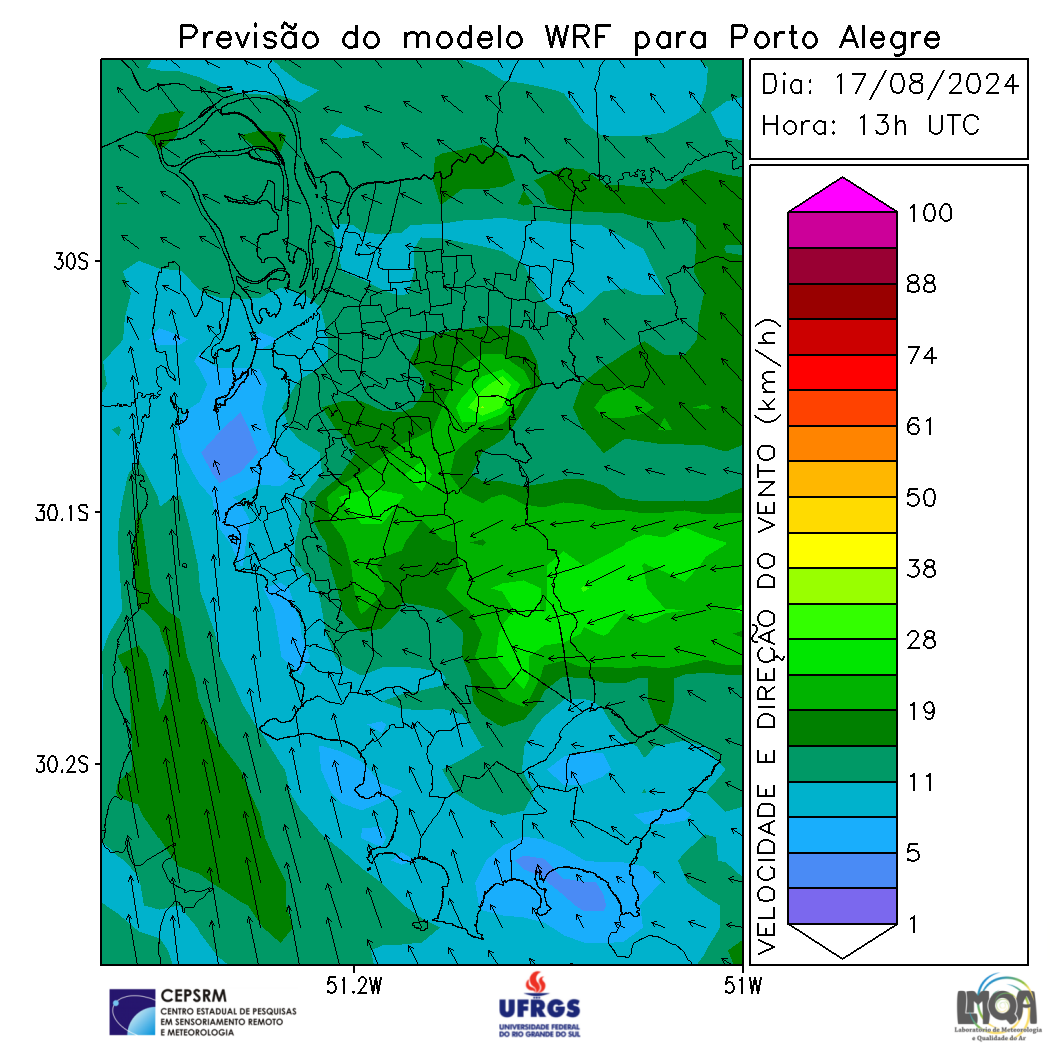 Previsão do modelo WRF para Porto Alegre
Dia: 17/08/2024
Hora: 13h UTC
30S
30.1S
30.2S
51.2W
51W
VELOCIDADE E DIREÇÃO DO VENTO (km/h)
100
88
74
61
50
38
28
19
11
5
1
CEPSRM
CENTRO ESTADUAL DE PESQUISAS
EM SENSORIAMENTO REMOTO
E METEOROLOGIA
UFRGS
UNIVERSIDADE FEDERAL
DO RIO GRANDE DO SUL
LMQA
Laboratório de Meteorologia
e Qualidade do Ar